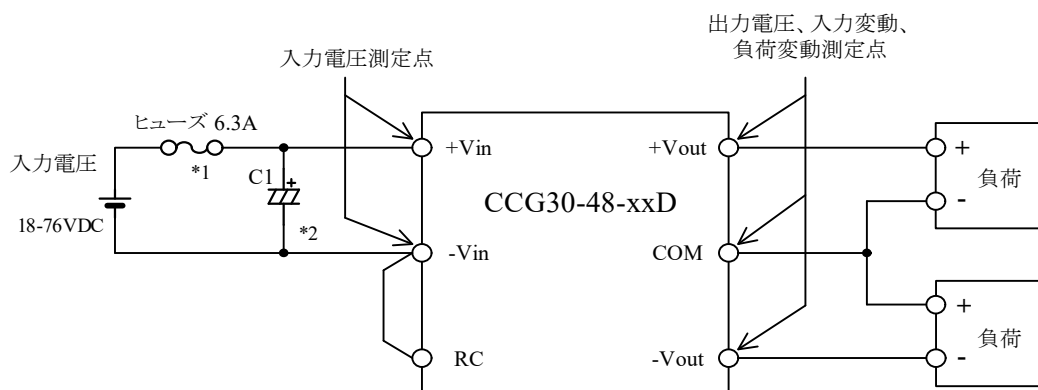 出力電圧、入力変動、
負荷変動測定点
入力電圧測定点
ヒューズ 6.3A
*1
入力電圧
18-76VDC
C1
+
*2
+Vin
-Vin
RC
CCG30-48-xxD
+Vout
COM
-Vout
+
-
負荷
+
-
負荷